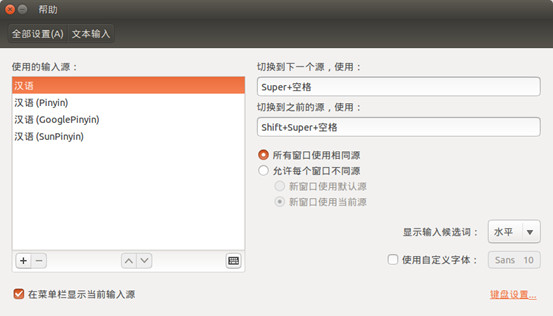 帮助
全部设置(A) 文本输入
使用的输入源：
汉语
汉语 (Pinyin)
汉语 (GooglePinyin)
汉语 (SunPinyin)
在菜单栏显示当前输入源
切换到下一个源，使用：
Super+空格
切换到之前的源，使用：
Shift+Super+空格
所有窗口使用相同源
允许每个窗口不同源
新窗口使用默认源
新窗口使用当前源
显示输入候选词： 水平
使用自定义字体： Sans 10
键盘设置...